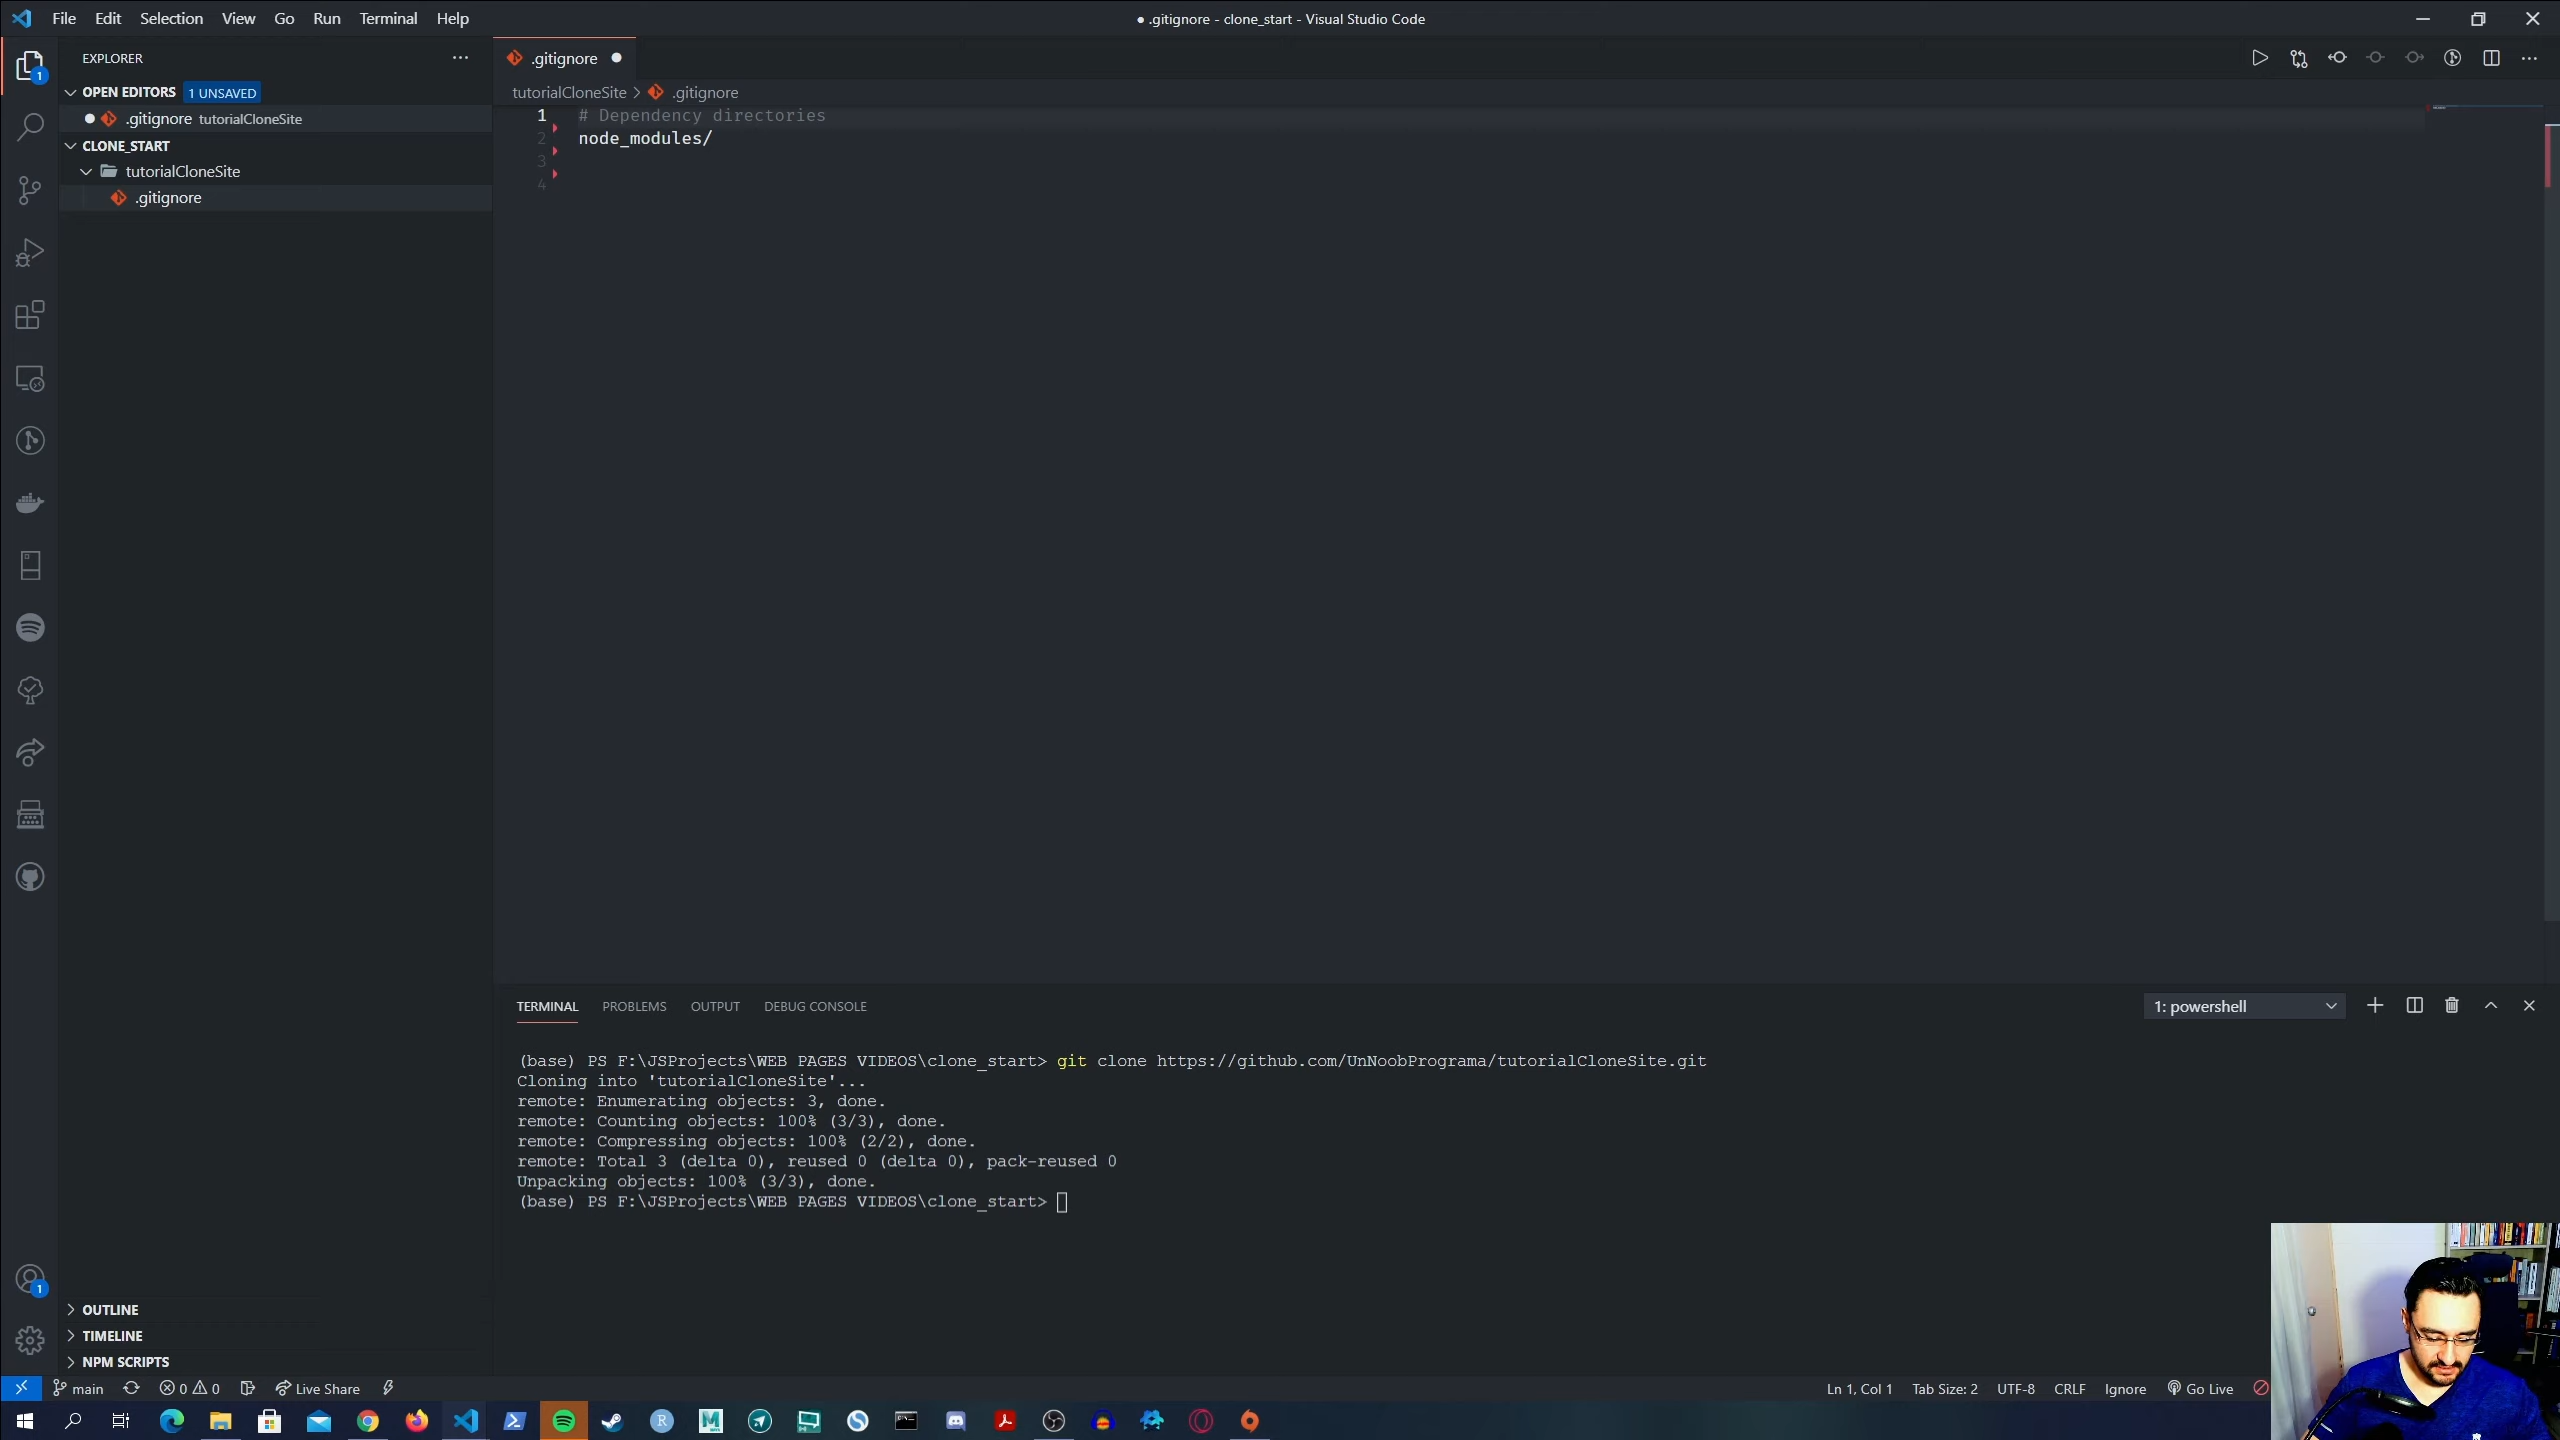 File Edit Selection View Go Run Terminal Help
● .gitignore - clone_start - Visual Studio Code
EXPLORER
OPEN EDITORS 1 UNSAVED
.gitignore tutorialCloneSite
CLONE_START
tutorialCloneSite
.gitignore
.gitignore
tutorialCloneSite > .gitignore
1 # Dependency directories
2 node_modules/
3
4
TERMINAL PROBLEMS OUTPUT DEBUG CONSOLE
1: powershell
(base) PS F:\JSProjects\WEB PAGES VIDEOS\clone_start> git clone https://github.com/UnNoobPrograma/tutorialCloneSite.git
Cloning into 'tutorialCloneSite'...
remote: Enumerating objects: 3, done.
remote: Counting objects: 100% (3/3), done.
remote: Compressing objects: 100% (2/2), done.
remote: Total 3 (delta 0), reused 0 (delta 0), pack-reused 0
Unpacking objects: 100% (3/3), done.
(base) PS F:\JSProjects\WEB PAGES VIDEOS\clone_start>
1
1
OUTLINE
TIMELINE
NPM SCRIPTS
main 0 0 Live Share
Ln 1, Col 1 Tab Size: 2 UTF-8 CRLF Ignore Go Live